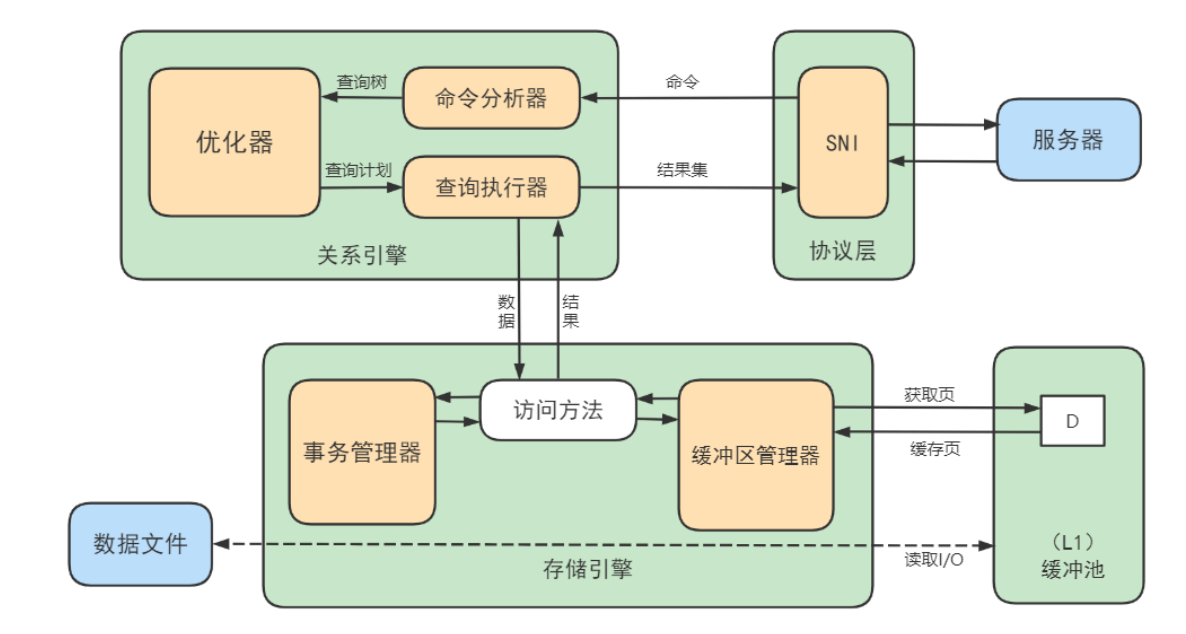 查询树
命令分析器
命令
优化器
SNI
服务器
查询计划
查询执行器
结果集
关系引擎
协议层
数
据
结
果
访问方法
获取页
D
事务管理器
缓冲区管理器
缓存页
数据文件
存储引擎
读取I/O
（L1）
缓冲池